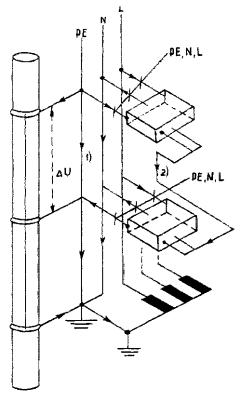 PE
N
L
PE, N, L
1)
2)
ΔU
PE, N, L